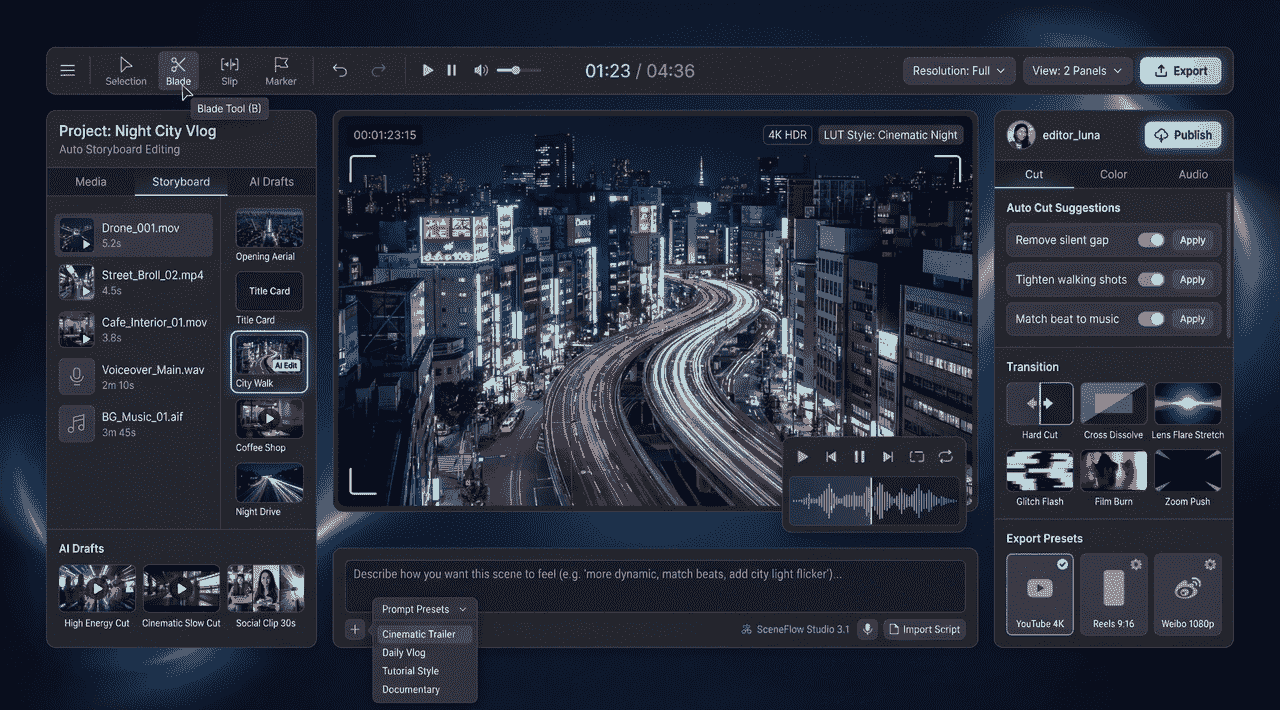 Selection
Blade
Slip
Marker
01:23 / 04:36
Resolution: Full
View: 2 Panels
Export
Blade Tool (B)
Project: Night City Vlog
Auto Storyboard Editing
Media
Storyboard
AI Drafts
Drone_001.mov
5.2s
Street_Broll_02.mp4
4.5s
Cafe_Interior_01.mov
3.8s
Voiceover_Main.wav
2m 10s
BG_Music_01.aif
3m 45s
Opening Aerial
Title Card
Title Card
AI Edit
City Walk
Coffee Shop
Night Drive
AI Drafts
High Energy Cut
Cinematic Slow Cut
Social Clip 30s
00:01:23:15
4K HDR
LUT Style: Cinematic Night
Describe how you want this scene to feel (e.g. 'more dynamic, match beats, add city light flicker')...
Prompt Presets
Cinematic Trailer
Daily Vlog
Tutorial Style
Documentary
SceneFlow Studio 3.1
Import Script
editor_luna
Publish
Cut
Color
Audio
Auto Cut Suggestions
Remove silent gap
Apply
Tighten walking shots
Apply
Match beat to music
Apply
Transition
Hard Cut
Cross Dissolve
Lens Flare Stretch
Glitch Flash
Film Burn
Zoom Push
Export Presets
YouTube 4K
Reels 9:16
Weibo 1080p